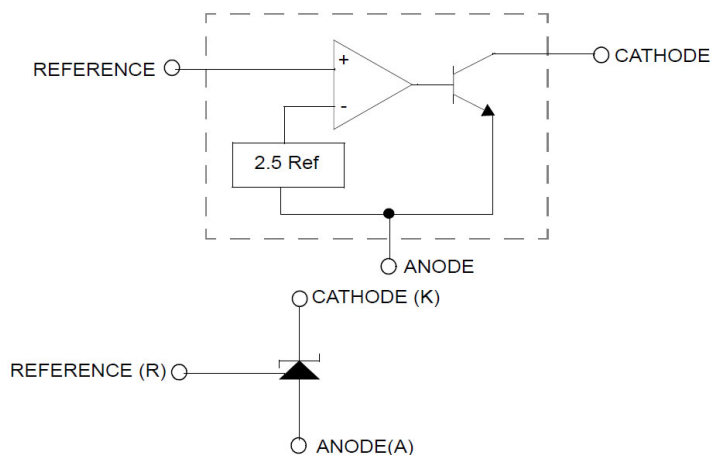 REFERENCE
+
-
CATHODE
2.5 Ref
ANODE
CATHODE (K)
REFERENCE (R)
ANODE(A)